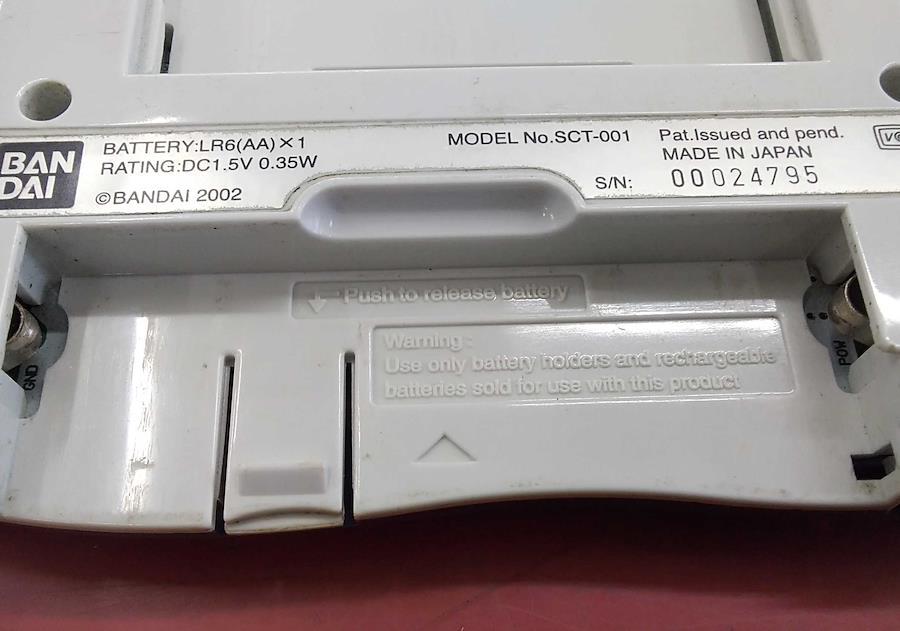 BAN
DAI
BATTERY:LR6(AA)×1
RATING:DC1.5V 0.35W
©BANDAI 2002
MODEL No.SCT-001
Pat.Issued and pend.
MADE IN JAPAN
S/N: 00024795
Push to release battery
Warning :
Use only battery holders and rechargeable
batteries sold for use with this product
GND
POW